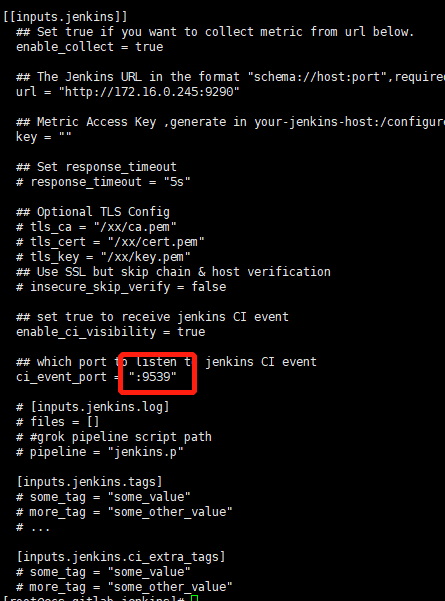 [[inputs.jenkins]]
## Set true if you want to collect metric from url below.
enable_collect = true
## The Jenkins URL in the format "schema://host:port",require
url = "http://172.16.0.245:9290"
## Metric Access Key ,generate in your-jenkins-host:/configure
key = ""
## Set response_timeout
# response_timeout = "5s"
## Optional TLS Config
# tls_ca = "/xx/ca.pem"
# tls_cert = "/xx/cert.pem"
# tls_key = "/xx/key.pem"
## Use SSL but skip chain & host verification
# insecure_skip_verify = false
## set true to receive jenkins CI event
enable_ci_visibility = true
## which port to listen to jenkins CI event
ci_event_port = ":9539"
# [inputs.jenkins.log]
# files = []
# #grok pipeline script path
# pipeline = "jenkins.p"
[inputs.jenkins.tags]
# some_tag = "some_value"
# more_tag = "some_other_value"
# ...
[inputs.jenkins.ci_extra_tags]
# some_tag = "some_value"
# more_tag = "some_other_value"